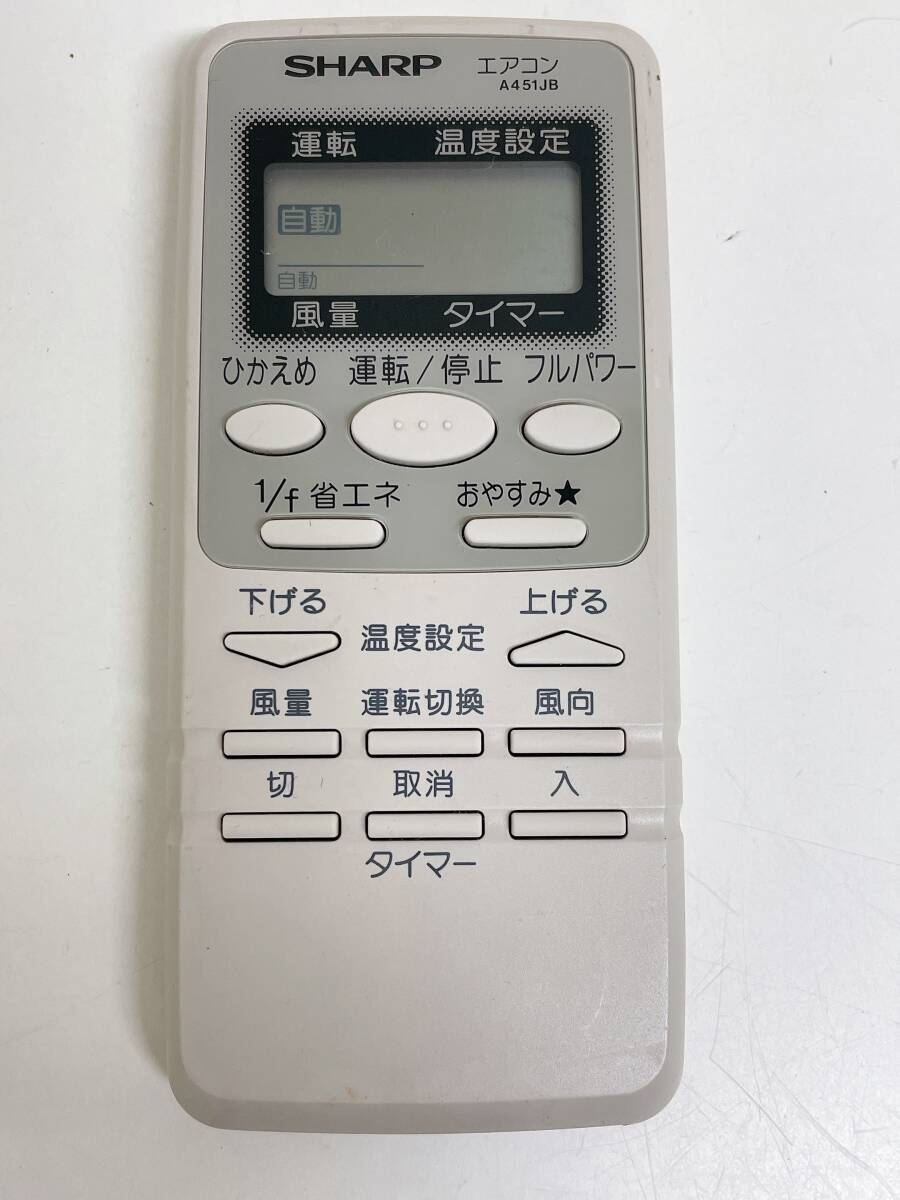 SHARP エアコン
A451JB
運転 温度設定
自動
自動
風量 タイマー
ひかえめ 運転/停止 フルパワー
1/f 省エネ おやすみ★
下げる 上げる
温度設定
風量 運転切換 風向
切 取消 入
タイマー